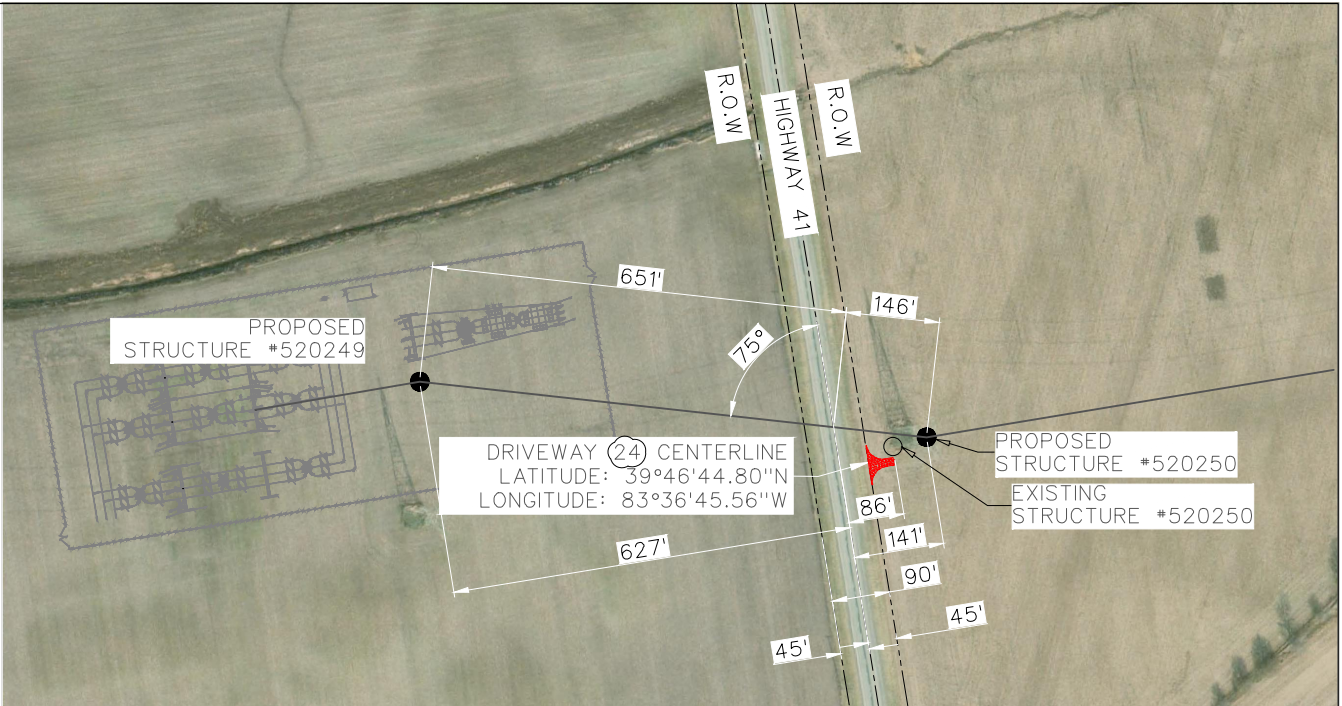 R.O.W
HIGHWAY 41
R.O.W
651'
146'
PROPOSED
STRUCTURE #520249
75°
DRIVEWAY 24 CENTERLINE
LATITUDE: 39°46'44.80"N
LONGITUDE: 83°36'45.56"W
PROPOSED
STRUCTURE #520250
EXISTING
STRUCTURE #520250
86'
141'
627'
90'
45'
45'